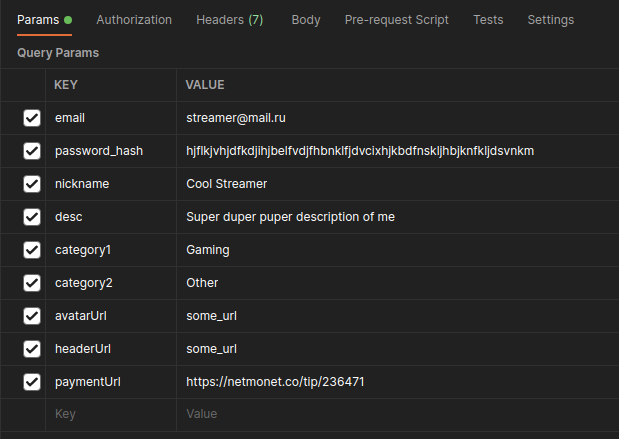 Params Authorization Headers (7) Body Pre-request Script Tests Settings
Query Params
KEY VALUE
email streamer@mail.ru
password_hash hjflkjvhjdfkdjihjbelfvdjfhbnklfjdvcixhjkbdfnskljhbjknfkljdsvnkm
nickname Cool Streamer
desc Super duper puper description of me
category1 Gaming
category2 Other
avatarUrl some_url
headerUrl some_url
paymentUrl https://netmonet.co/tip/236471
Key Value